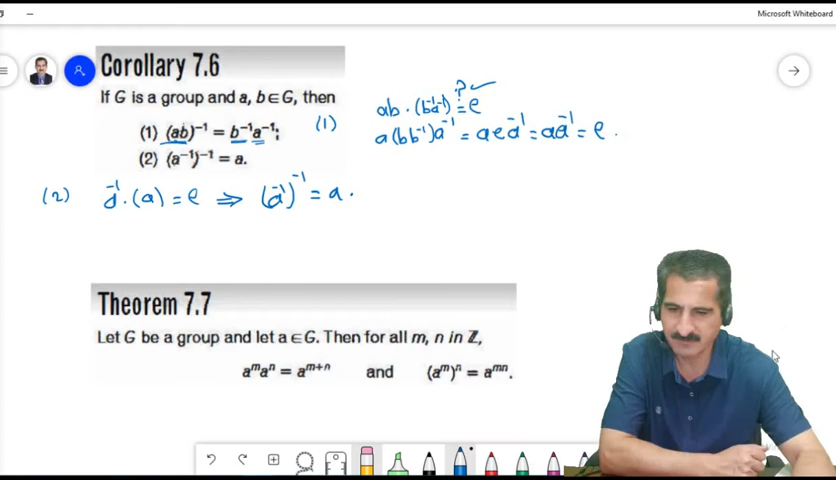 Microsoft Whiteboard
Corollary 7.6
If G is a group and a, b∈G, then
(1) (ab)⁻¹ = b⁻¹a⁻¹;
(2) (a⁻¹)⁻¹ = a.
(1) ab · (b⁻¹a⁻¹) ?= e ✓
a(bb⁻¹)a⁻¹ = aea⁻¹ = aa⁻¹ = e.
(2) a⁻¹·(a) = e ⇒ (a⁻¹)⁻¹ = a.
Theorem 7.7
Let G be a group and let a∈G. Then for all m, n in ℤ,
aᵐaⁿ = aᵐ⁺ⁿ and (aᵐ)ⁿ = aᵐⁿ.